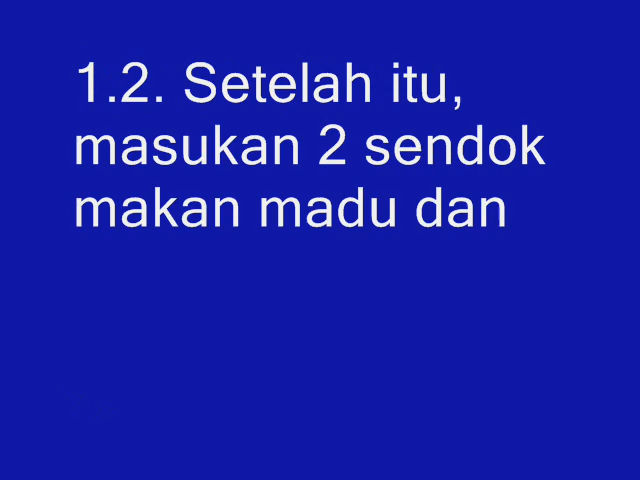 1.2. Setelah itu,
masukan 2 sendok
makan madu dan